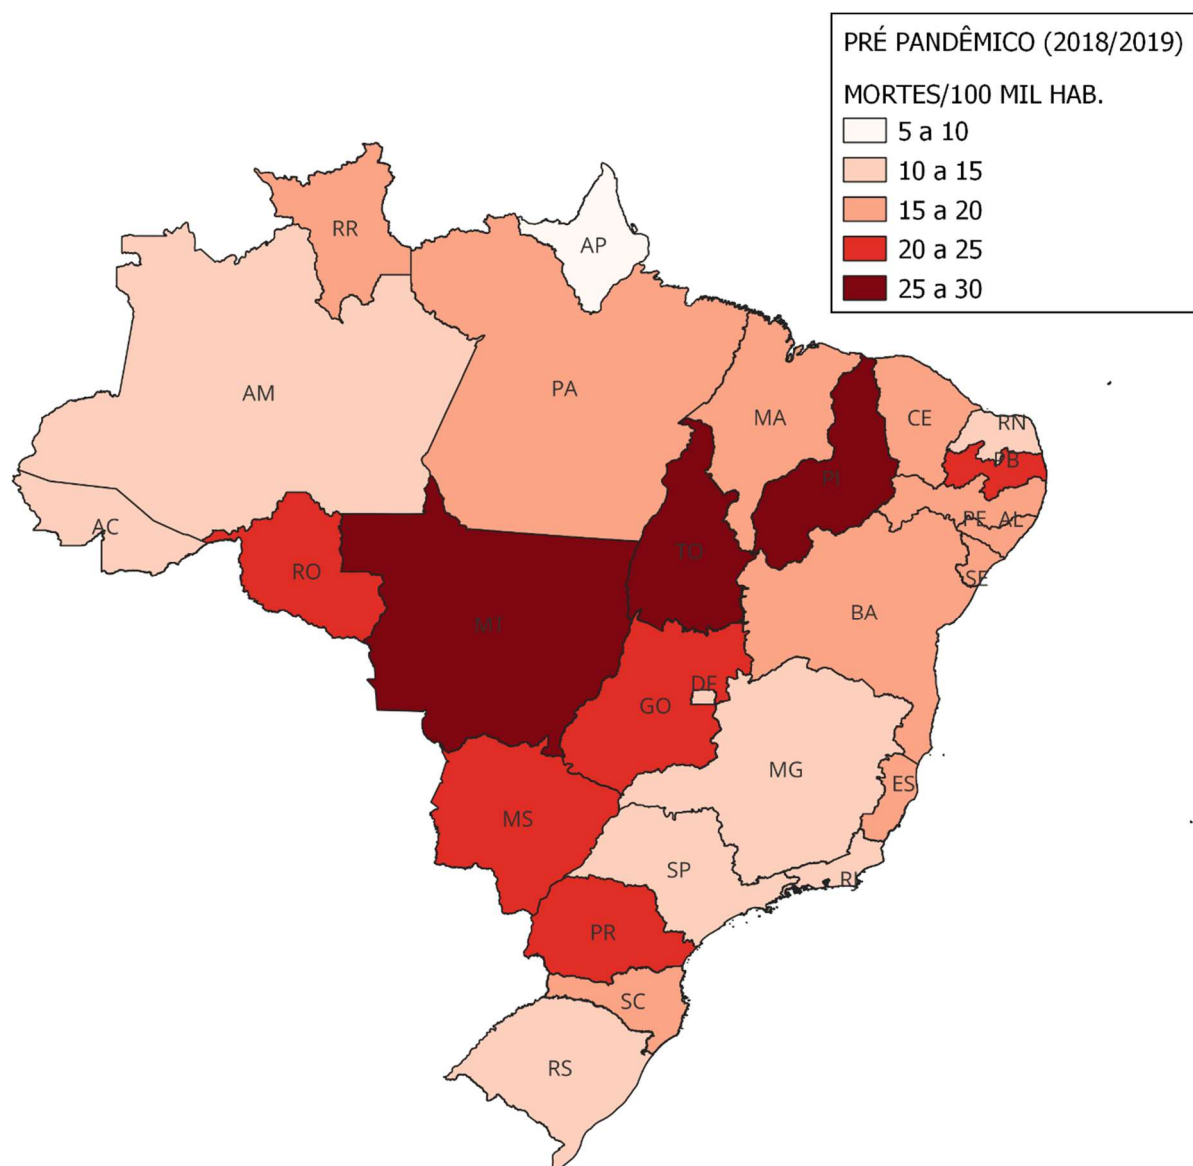 PRÉ PANDÊMICO (2018/2019)
MORTES/100 MIL HAB.
5 a 10
10 a 15
15 a 20
20 a 25
25 a 30
RR
AP
AM
PA
MA
CE
RN
PB
PI
AC
PE
AL
TO
RO
SE
BA
MT
DF
GO
MG
ES
MS
SP
RJ
PR
SC
RS